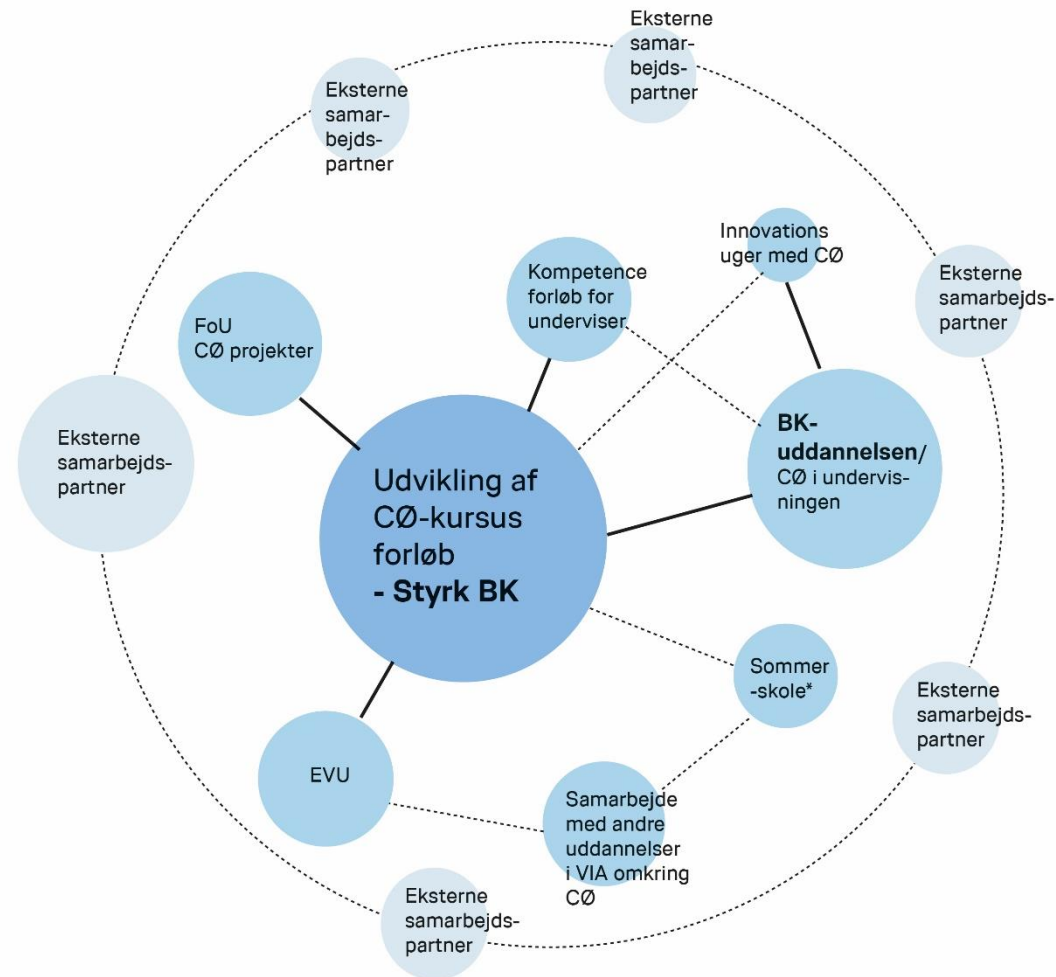 Eksterne
samar-
bejds-
partner
Eksterne
samar-
bejds-
partner
Innovations
uger med CØ
Kompetence
forløb for
underviser
Eksterne
samarbejds-
partner
FoU
CØ projekter
Eksterne
samarbejds-
partner
BK-
uddannelsen/
CØ i undervis-
ningen
Udvikling af
CØ-kursus
forløb
- Styrk BK
Sommer
-skole*
Eksterne
samarbejds-
partner
EVU
Samarbejde
med andre
uddannelser
i VIA omkring
CØ
Eksterne
samarbejds-
partner